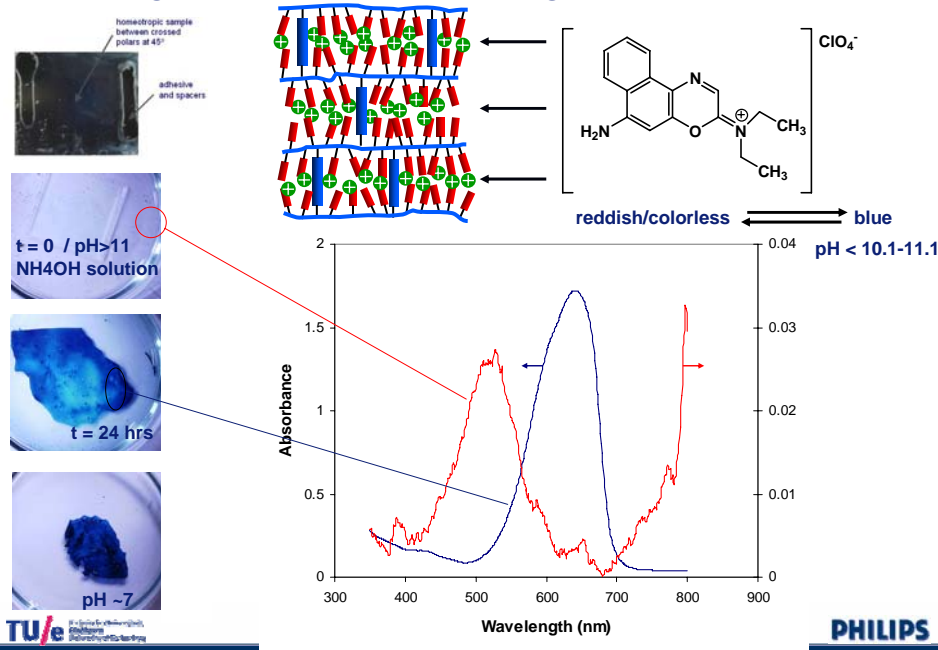 homeotropic sample
between crossed
polars at 45°
adhesive
and spacers
N
H2N
O
N
+
CH3
CH3
ClO4-
reddish/colorless
blue
pH < 10.1-11.1
t = 0 / pH>11
NH4OH solution
t = 24 hrs
pH ~7
2
1.5
1
0.5
0
Absorbance
0.04
0.03
0.02
0.01
0
300 400 500 600 700 800 900
Wavelength (nm)
TU/e
PHILIPS